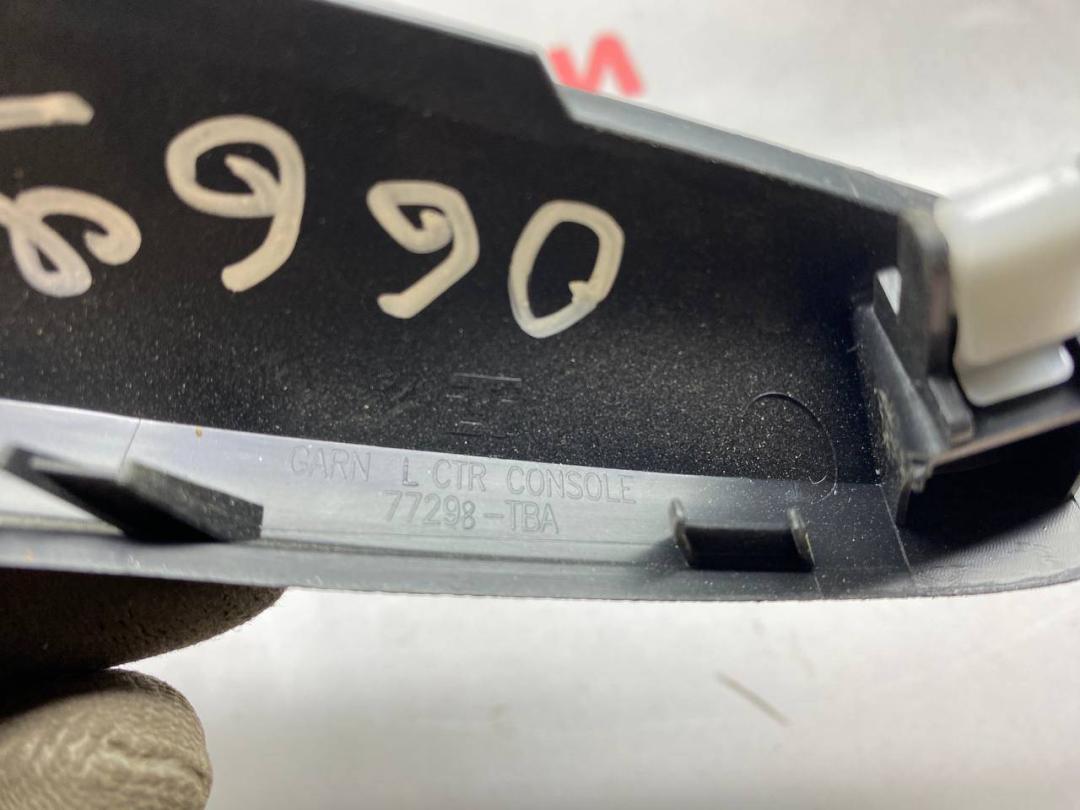 990
GARN L CTR CONSOLE
77298-TBA